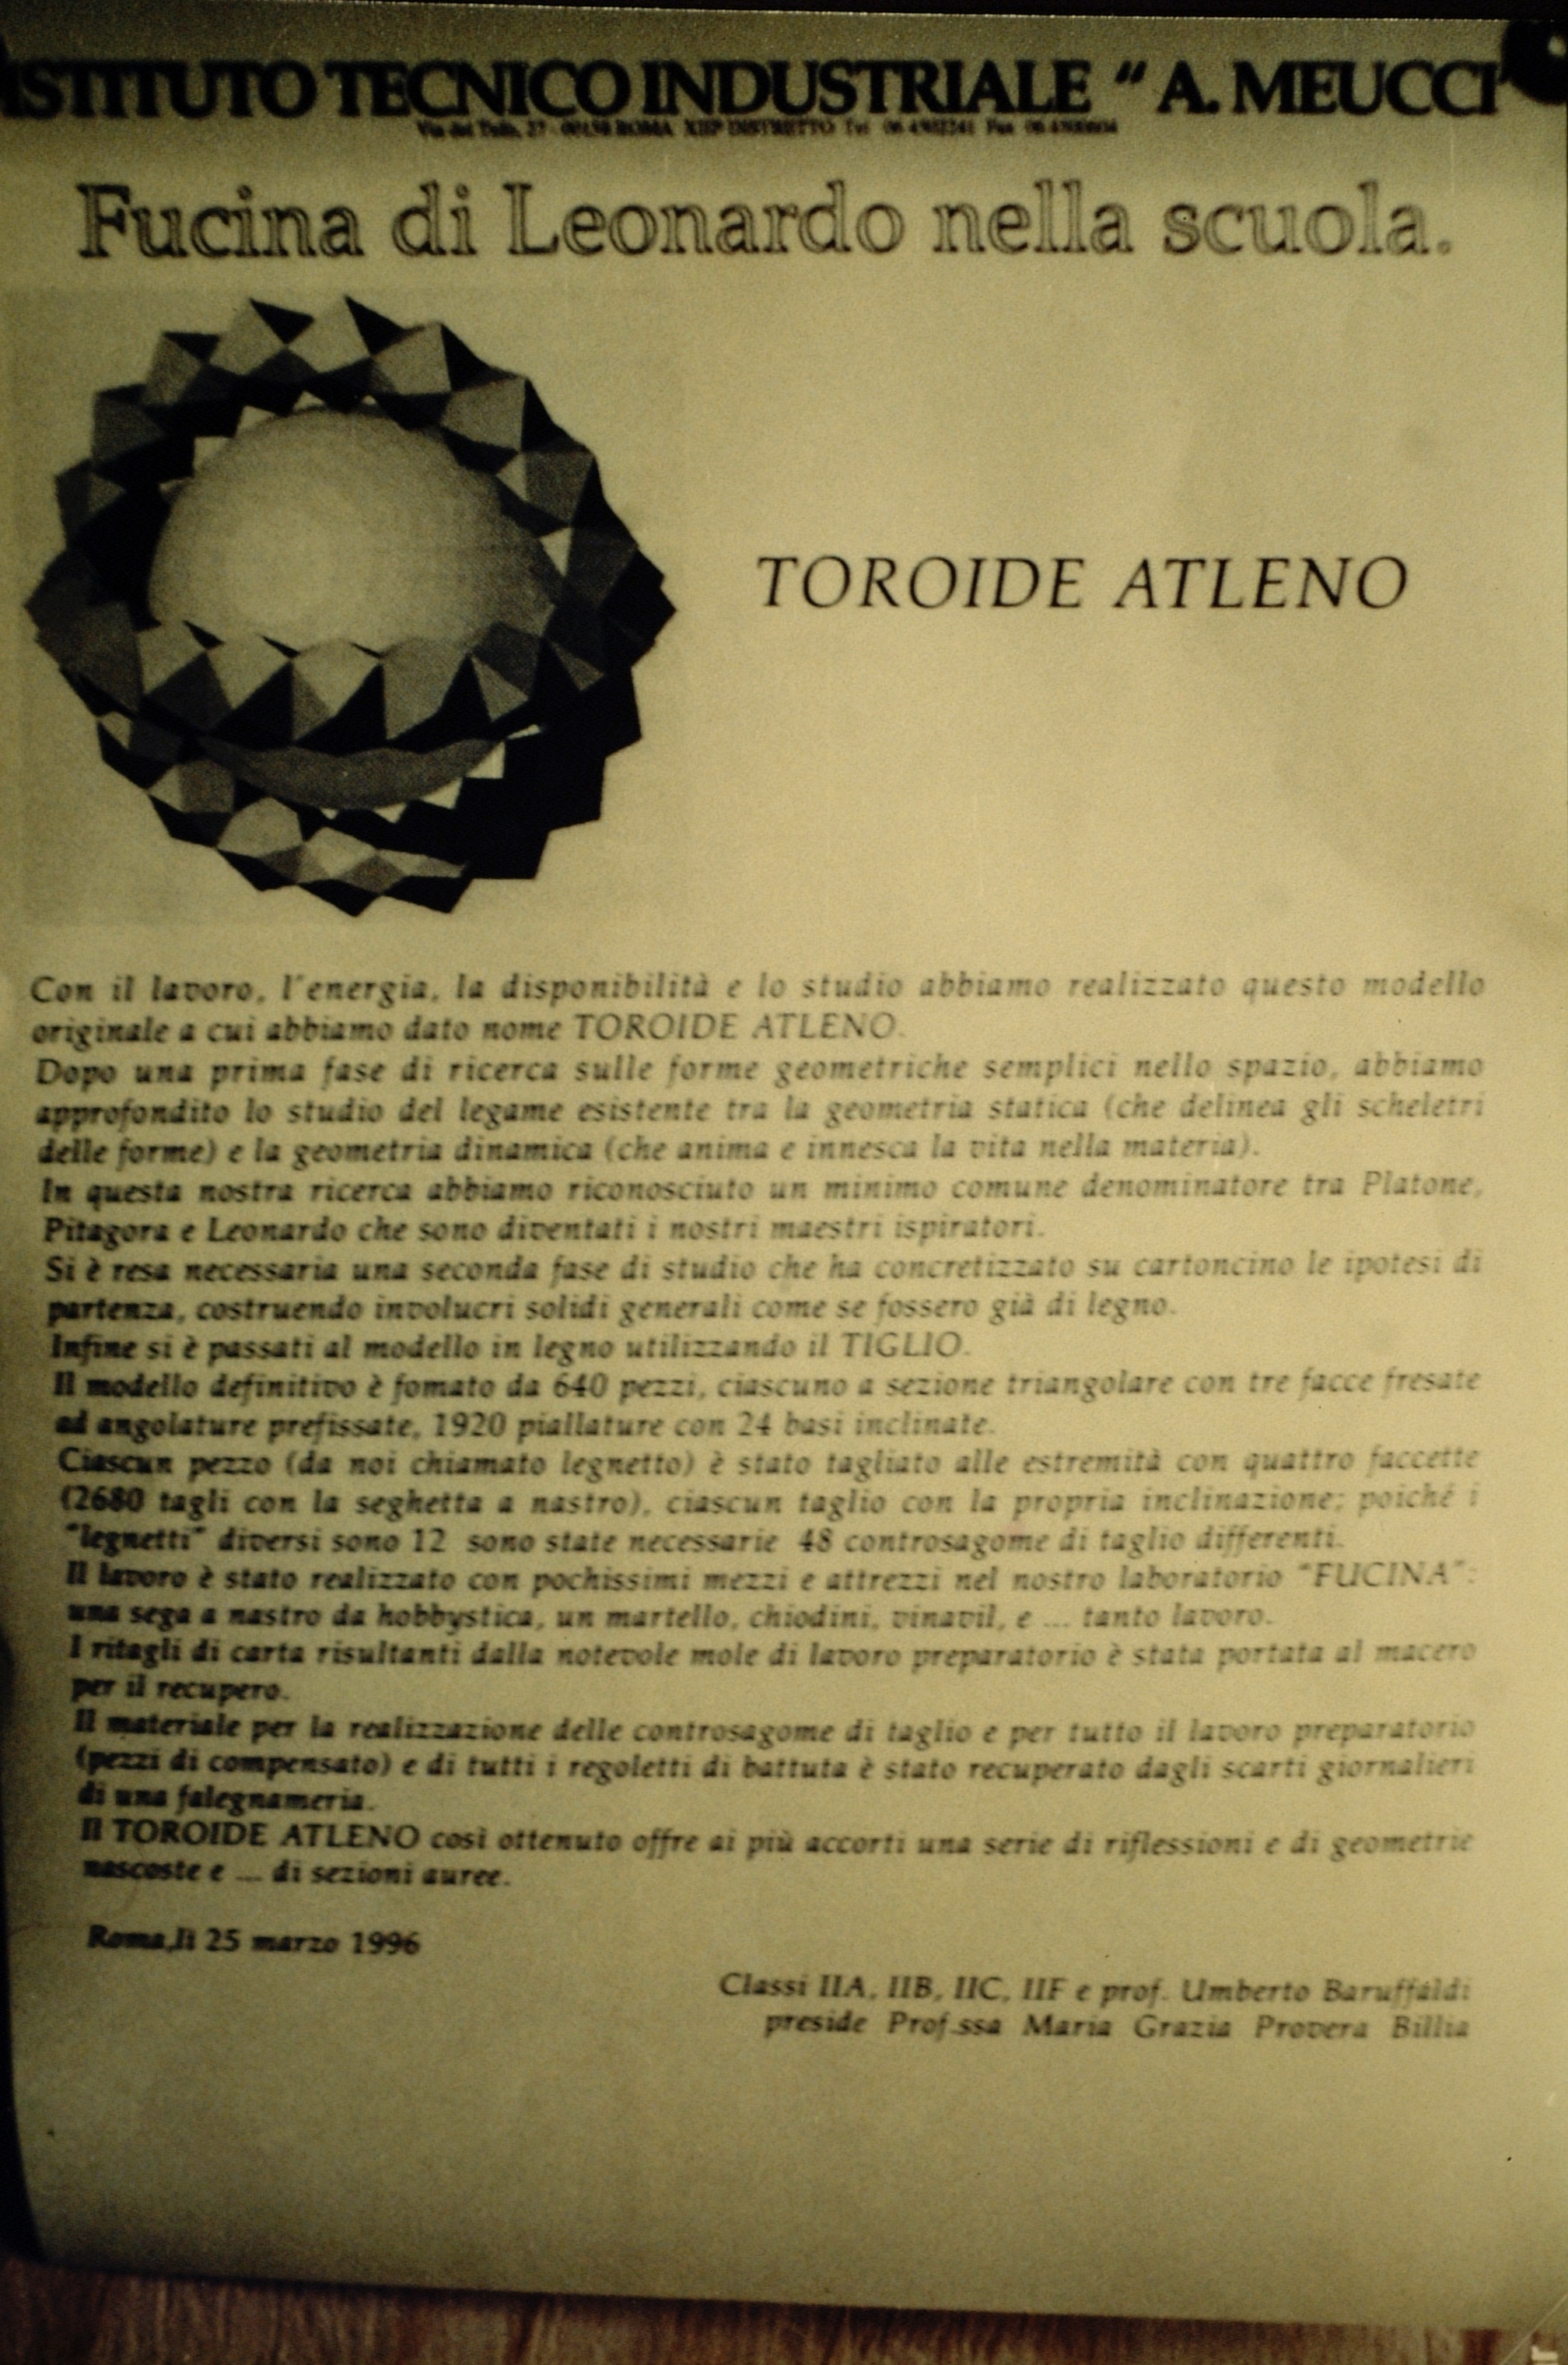 ISTITUTO TECNICO INDUSTRIALE " A. MEUCCI
ROMA DISTRETTO
Fucina di Leonardo nella scuola.
TOROIDE ATLENO
Con il lavoro, l'energia, la disponibilità e lo studio abbiamo realizzato questo modello
originale a cui abbiamo dato nome TOROIDE ATLENO.
Dopo una prima fase di ricerca sulle forme geometriche semplici nello spazio, abbiamo
approfondito lo studio del legame esistente tra la geometria statica (che delinea gli scheletri
delle forme) e la geometria dinamica (che anima e innesca la vita nella materia).
In questa nostra ricerca abbiamo riconosciuto un minimo comune denominatore tra Platone,
Pitagora e Leonardo che sono diventati i nostri maestri ispiratori.
Si è resa necessaria una seconda fase di studio che ha concretizzato su cartoncino le ipotesi di
partenza, costruendo involucri solidi generali come se fossero già di legno.
Infine si è passati al modello in legno utilizzando il TIGLIO.
Il modello definitivo è fomato da 640 pezzi, ciascuno a sezione triangolare con tre facce fresate
ad angolature prefissate, 1920 piallature con 24 basi inclinate.
Ciascun pezzo (da noi chiamato legnetto) è stato tagliato alle estremità con quattro faccette
(2680 tagli con la seghetta a nastro), ciascun taglio con la propria inclinazione; poiché i
"legnetti" diversi sono 12 sono state necessarie 48 controsagome di taglio differenti.
Il lavoro è stato realizzato con pochissimi mezzi e attrezzi nel nostro laboratorio "FUCINA":
una sega a nastro da hobbystica, un martello, chiodini, vinavil, e ... tanto lavoro.
I ritagli di carta risultanti dalla notevole mole di lavoro preparatorio è stata portata al macero
per il recupero.
Il materiale per la realizzazione delle controsagome di taglio e per tutto il lavoro preparatorio
(pezzi di compensato) e di tutti i regoletti di battuta è stato recuperato dagli scarti giornalieri
di una falegnameria.
Il TOROIDE ATLENO così ottenuto offre ai più accorti una serie di riflessioni e di geometrie
nascoste e ... di sezioni auree.
Roma,lì 25 marzo 1996
Classi IIA, IIB, IIC, IIF e prof. Umberto Baruffaldi
preside Prof.ssa Maria Grazia Provera Billia